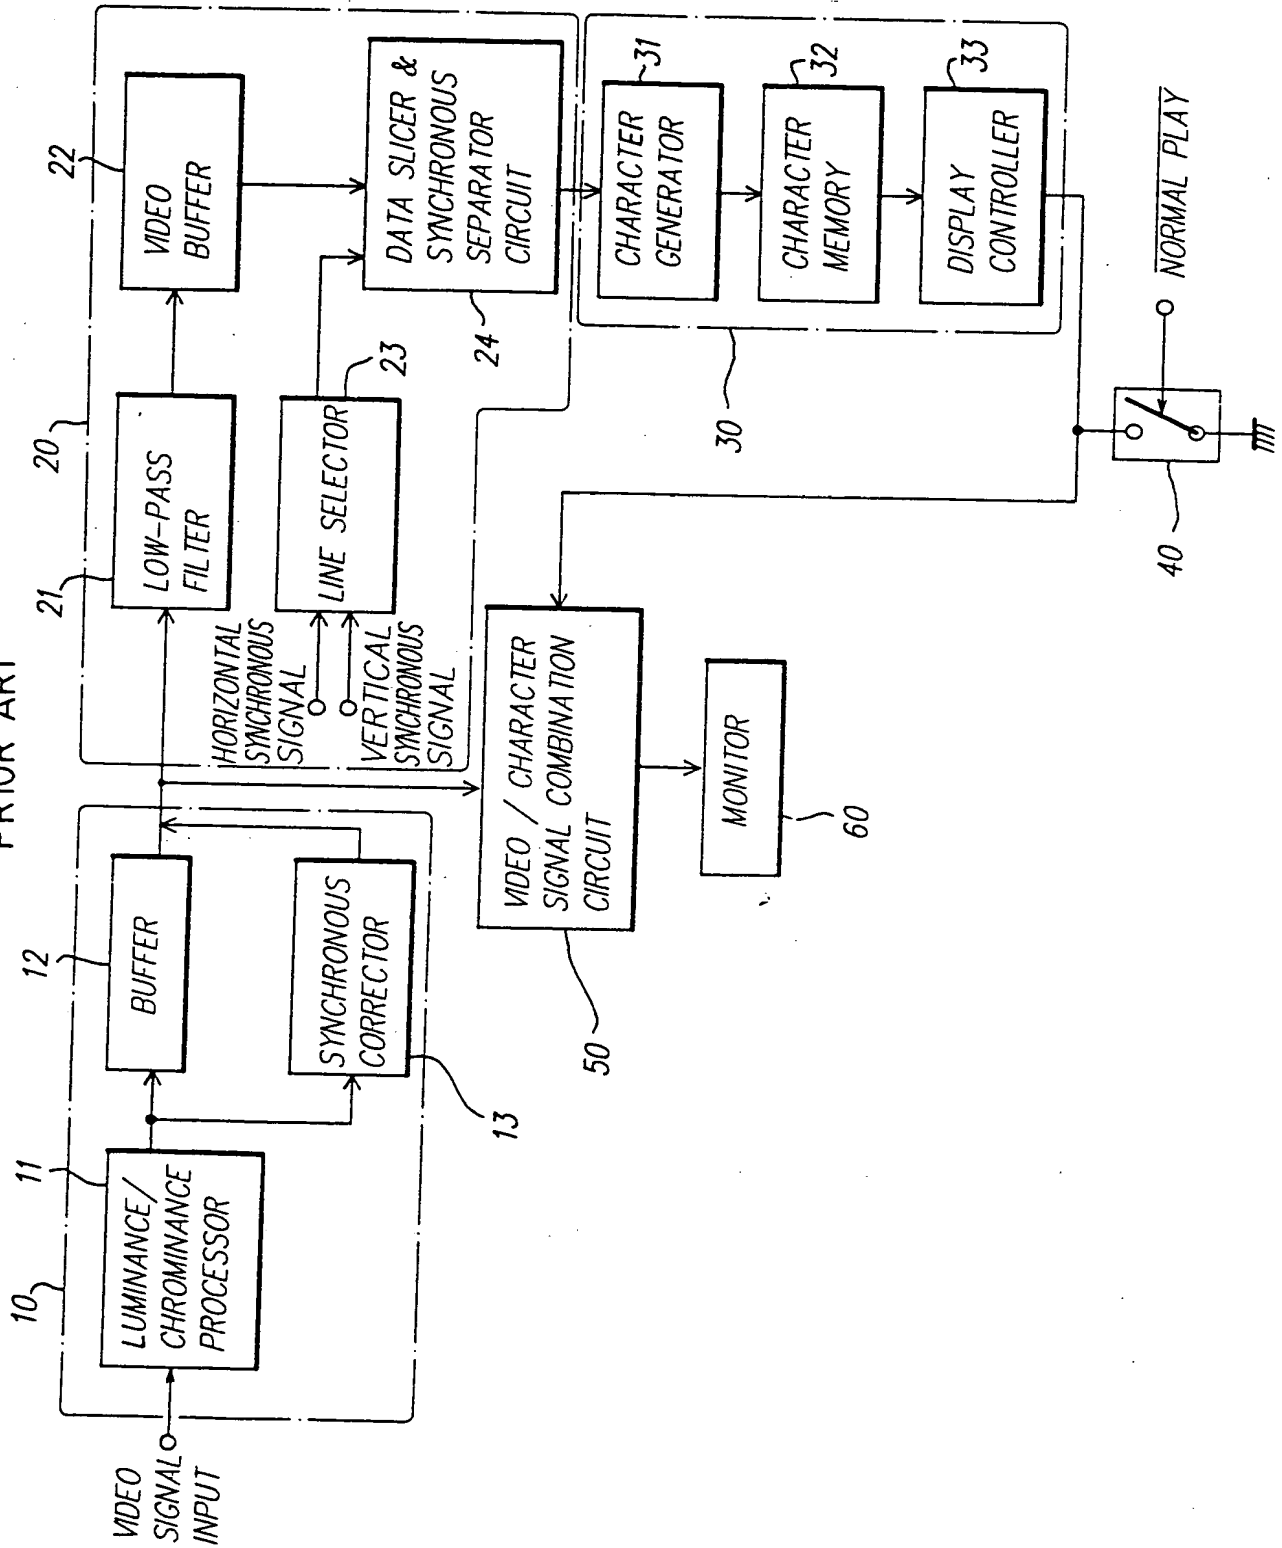 PRIOR ART
10
11
12
13
20
21
22
23
24
VIDEO
SIGNAL
INPUT
LUMINANCE/
CHROMINANCE
PROCESSOR
BUFFER
SYNCHRONOUS
CORRECTOR
LOW-PASS
FILTER
VIDEO
BUFFER
HORIZONTAL
SYNCHRONOUS
SIGNAL
VERTICAL
SYNCHRONOUS
SIGNAL
LINE SELECTOR
DATA SLICER &
SYNCHRONOUS
SEPARATOR
CIRCUIT
CHARACTER
GENERATOR
31
CHARACTER
MEMORY
32
DISPLAY
CONTROLLER
33
30
VIDEO / CHARACTER
SIGNAL COMBINATION
CIRCUIT
50
MONITOR
60
40
NORMAL PLAY